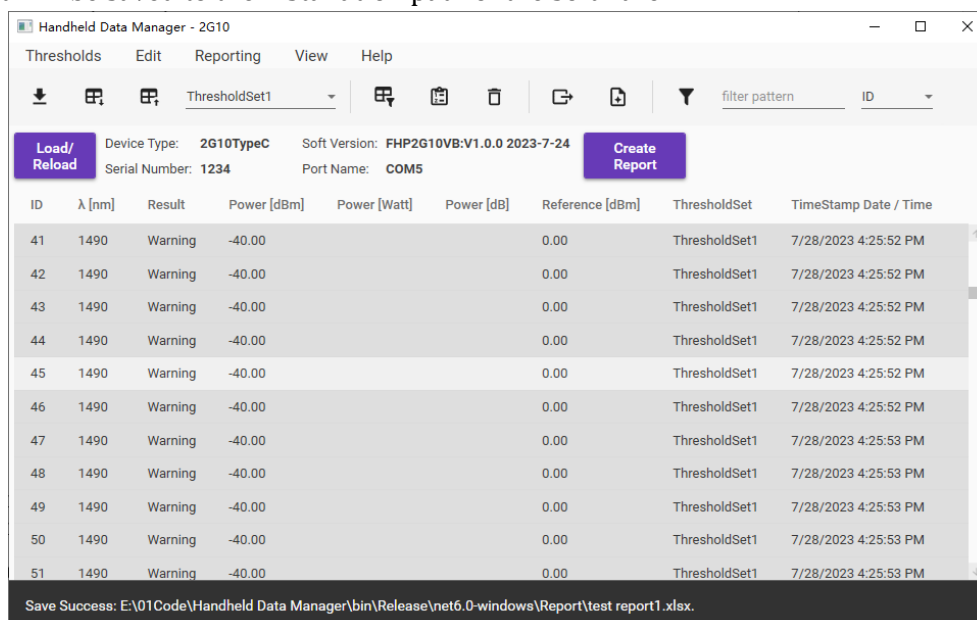 Handheld Data Manager - 2G10
Thresholds Edit Reporting View Help
ThresholdSet1 filter pattern ID
Load/ Device Type: 2G10TypeC Soft Version: FHP2G10VB:V1.0.0 2023-7-24 Create
Reload Serial Number: 1234 Port Name: COM5 Report
ID λ [nm] Result Power [dBm] Power [Watt] Power [dB] Reference [dBm] ThresholdSet TimeStamp Date / Time
41 1490 Warning -40.00 0.00 ThresholdSet1 7/28/2023 4:25:52 PM
42 1490 Warning -40.00 0.00 ThresholdSet1 7/28/2023 4:25:52 PM
43 1490 Warning -40.00 0.00 ThresholdSet1 7/28/2023 4:25:52 PM
44 1490 Warning -40.00 0.00 ThresholdSet1 7/28/2023 4:25:52 PM
45 1490 Warning -40.00 0.00 ThresholdSet1 7/28/2023 4:25:52 PM
46 1490 Warning -40.00 0.00 ThresholdSet1 7/28/2023 4:25:52 PM
47 1490 Warning -40.00 0.00 ThresholdSet1 7/28/2023 4:25:53 PM
48 1490 Warning -40.00 0.00 ThresholdSet1 7/28/2023 4:25:53 PM
49 1490 Warning -40.00 0.00 ThresholdSet1 7/28/2023 4:25:53 PM
50 1490 Warning -40.00 0.00 ThresholdSet1 7/28/2023 4:25:53 PM
51 1490 Warning -40.00 0.00 ThresholdSet1 7/28/2023 4:25:53 PM
Save Success: E:\01Code\Handheld Data Manager\bin\Release\net6.0-windows\Report\test report1.xlsx.